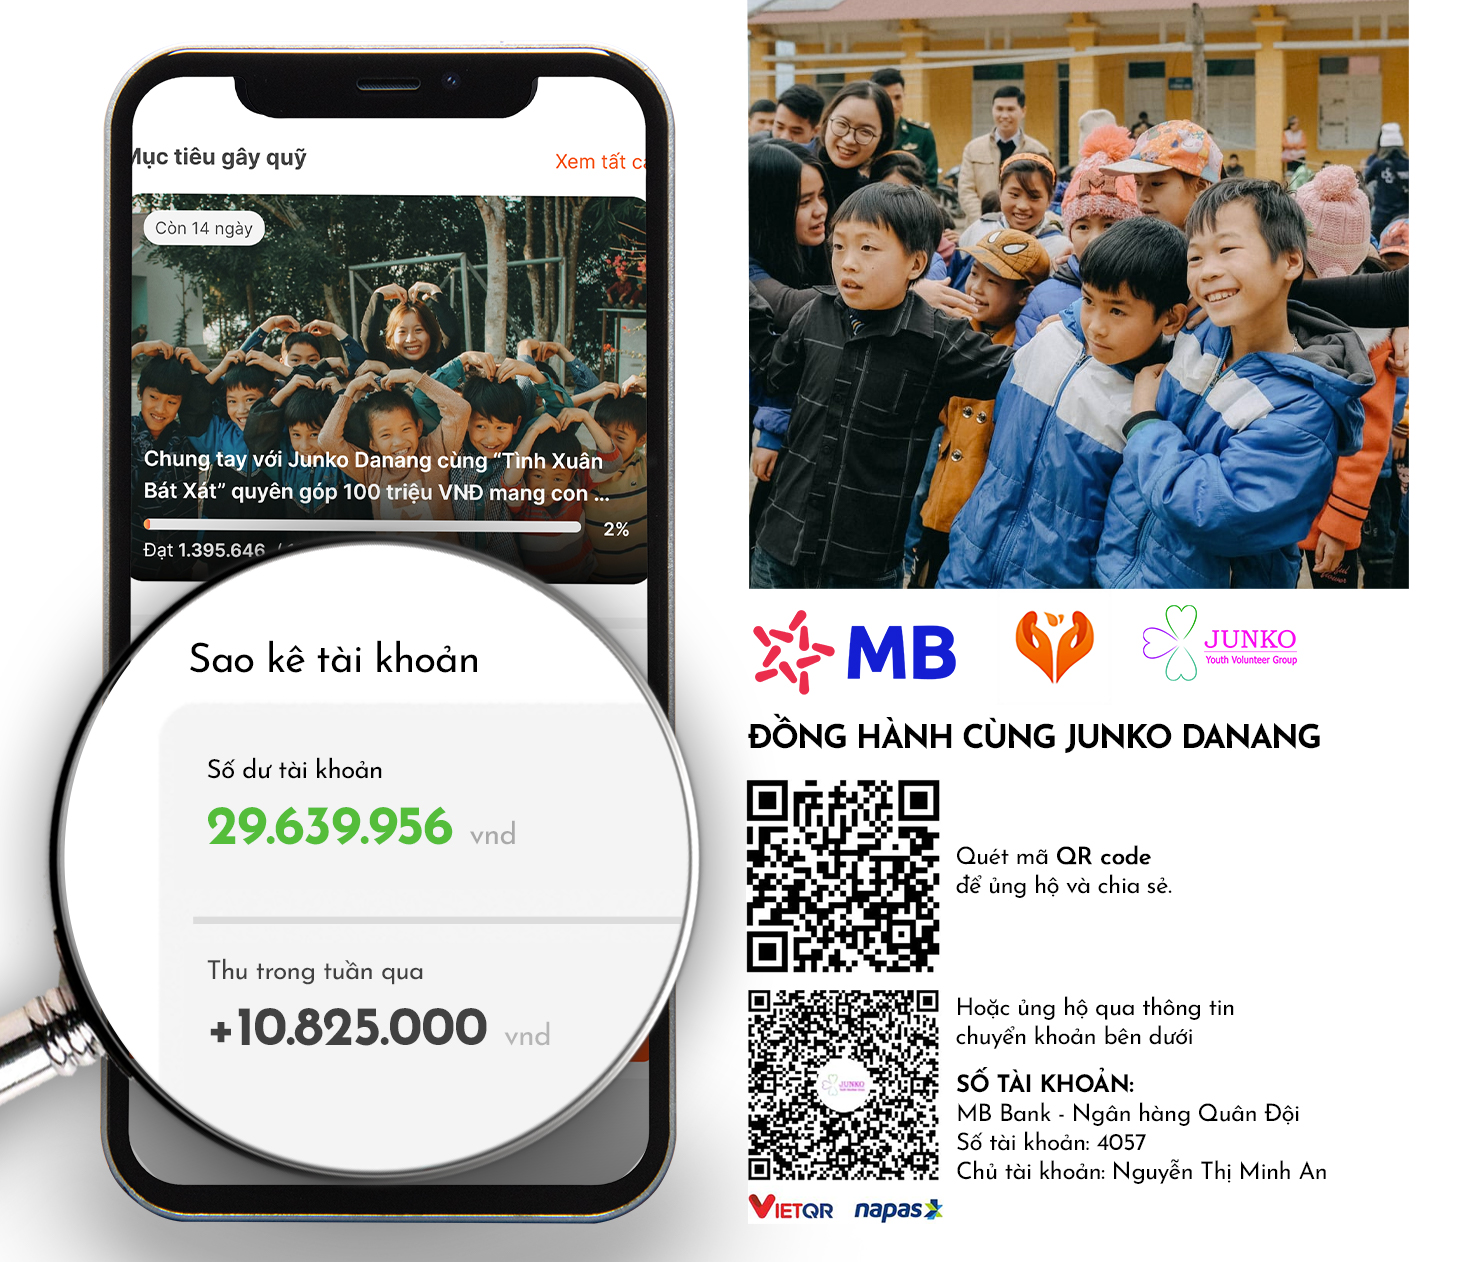 Mục tiêu gây quỹ
Xem tất cả
Còn 14 ngày
Chung tay với Junko Danang cùng “Tình Xuân
Bát Xát” quyên góp 100 triệu VNĐ mang con ...
2%
Đạt 1.395.646 /
Sao kê tài khoản
Số dư tài khoản
29.639.956 vnd
Thu trong tuần qua
+10.825.000 vnd
MB
JUNKO
Youth Volunteer Group
ĐỒNG HÀNH CÙNG JUNKO DANANG
Quét mã QR code
để ủng hộ và chia sẻ.
JUNKO
Hoặc ủng hộ qua thông tin
chuyển khoản bên dưới
SỐ TÀI KHOẢN:
MB Bank - Ngân hàng Quân Đội
Số tài khoản: 4057
Chủ tài khoản: Nguyễn Thị Minh An
VIETQR napas